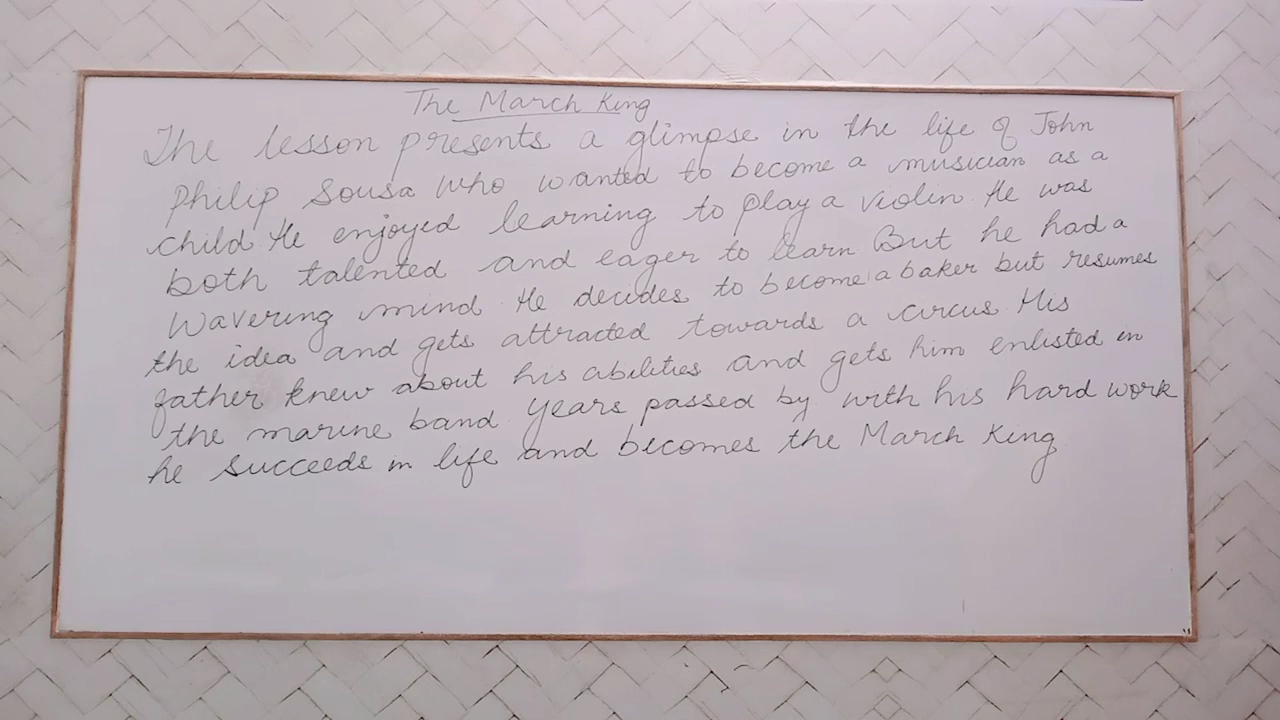 The March King
The lesson presents a glimpse in the life of John
Philip Sousa who wanted to become a musician as a
child. He enjoyed learning to play a violin. He was
both talented and eager to learn. But he had a
wavering mind. He decides to become a baker but resumes
the idea and gets attracted towards a circus. His
father knew about his abilities and gets him enlisted in
the marine band. Years passed by with his hard work
he succeeds in life and becomes the March King